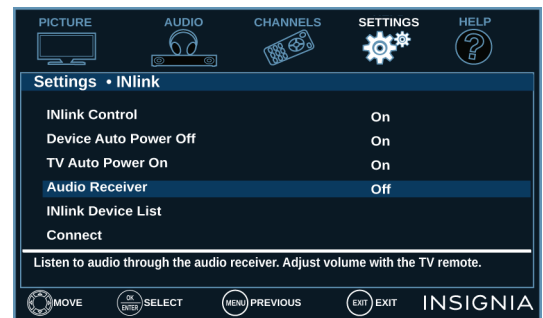 PICTURE AUDIO CHANNELS SETTINGS HELP
Settings • INlink
INlink Control On
Device Auto Power Off On
TV Auto Power On On
Audio Receiver Off
INlink Device List
Connect
Listen to audio through the audio receiver. Adjust volume with the TV remote.
MOVE OK ENTER SELECT MENU PREVIOUS EXIT EXIT INSIGNIA